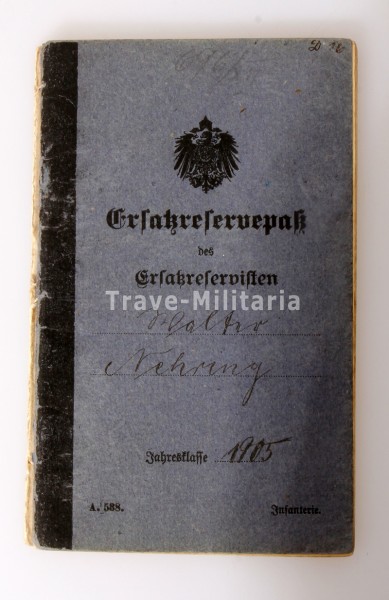 Ersatzreservepaß
des
Ersatzreservisten
Trave-Militaria
Walter
Nehring
Jahresklasse 1905
A. 588. Infanterie.